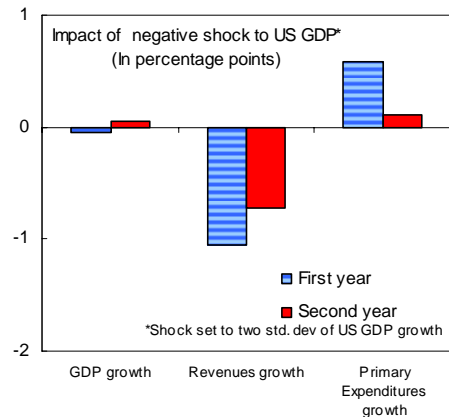 Impact of negative shock to US GDP*
(In percentage points)
1
0
-1
-2
First year
Second year
*Shock set to two std. dev of US GDP growth
GDP growth
Revenues growth
Primary
Expenditures
growth